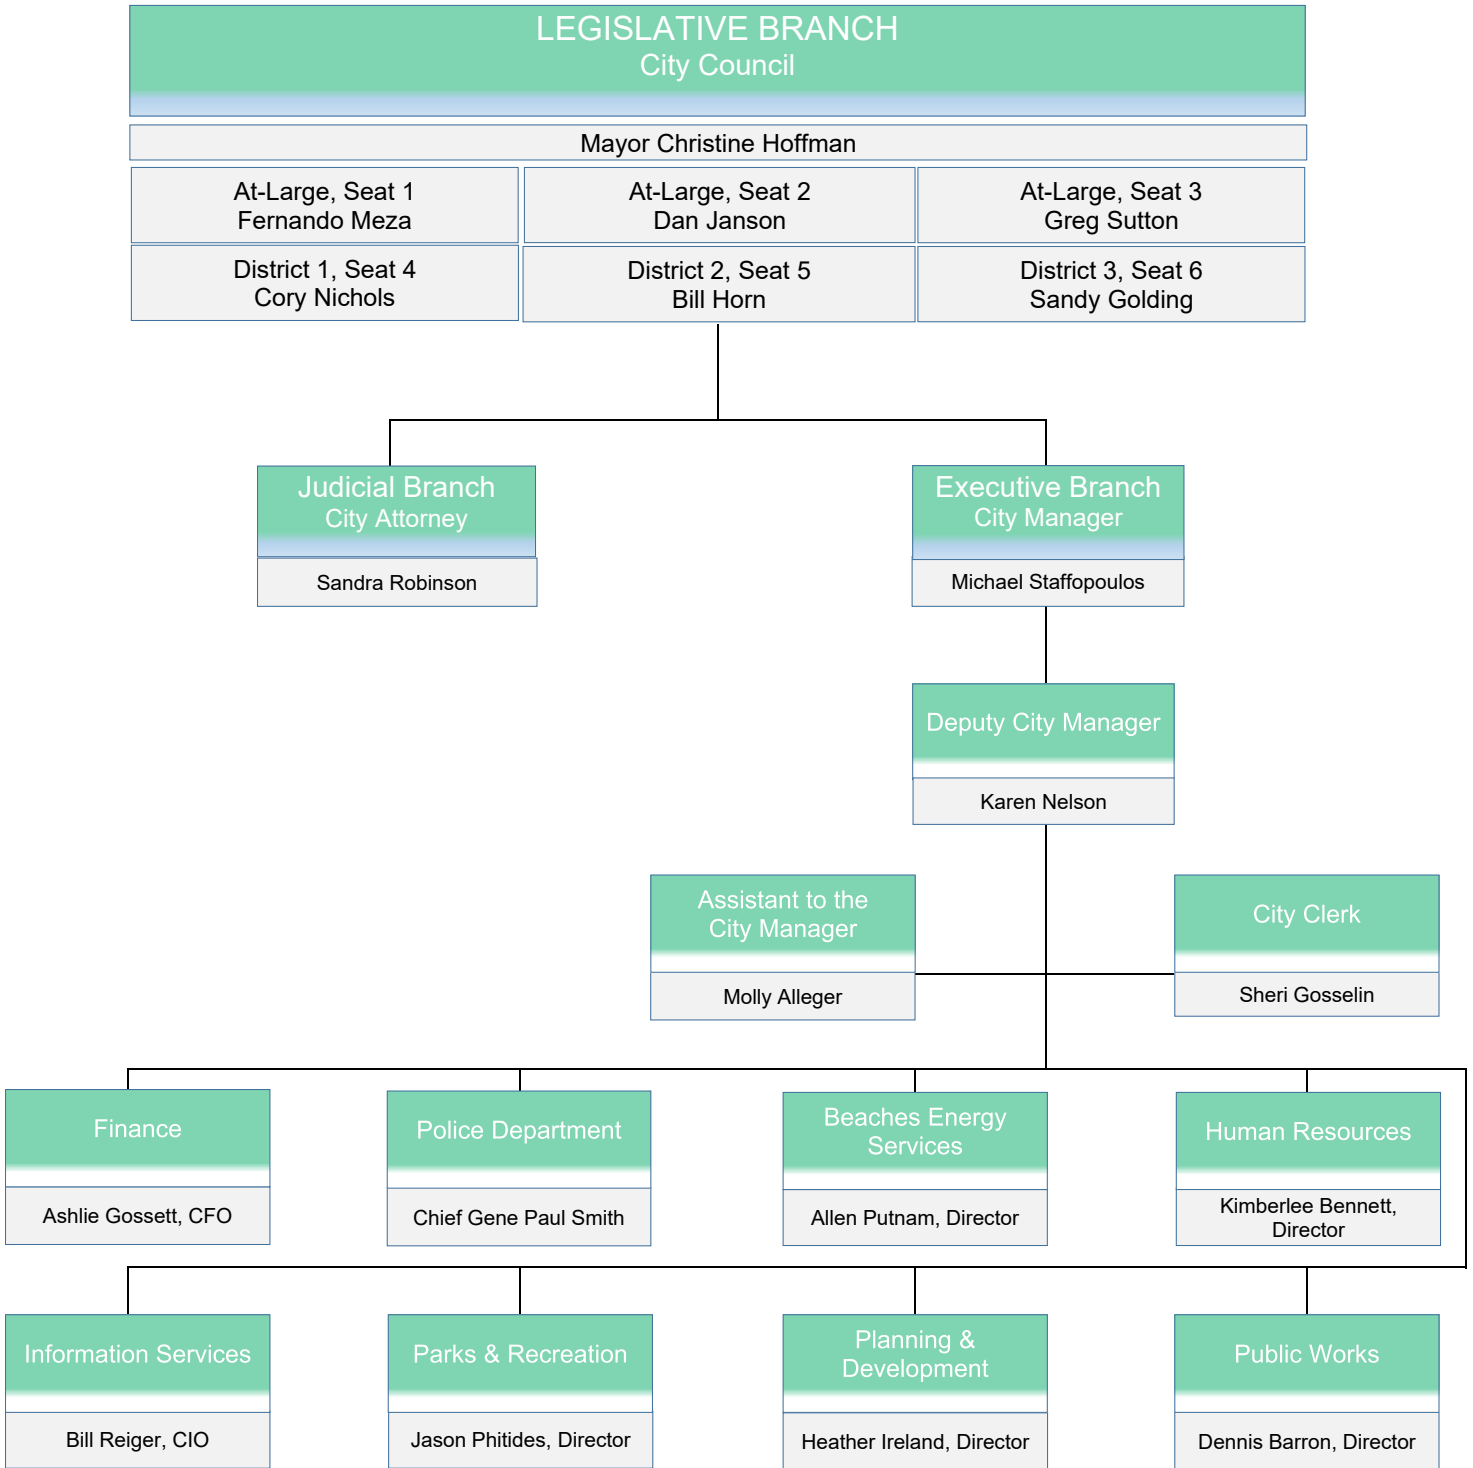 LEGISLATIVE BRANCH
City Council
Mayor Christine Hoffman
At-Large, Seat 1
Fernando Meza
At-Large, Seat 2
Dan Janson
At-Large, Seat 3
Greg Sutton
District 1, Seat 4
Cory Nichols
District 2, Seat 5
Bill Horn
District 3, Seat 6
Sandy Golding
Judicial Branch
City Attorney
Sandra Robinson
Executive Branch
City Manager
Michael Staffopoulos
Deputy City Manager
Karen Nelson
Assistant to the
City Manager
Molly Alleger
City Clerk
Sheri Gosselin
Finance
Ashlie Gossett, CFO
Police Department
Chief Gene Paul Smith
Beaches Energy
Services
Allen Putnam, Director
Human Resources
Kimberlee Bennett,
Director
Information Services
Bill Reiger, CIO
Parks & Recreation
Jason Phitides, Director
Planning &
Development
Heather Ireland, Director
Public Works
Dennis Barron, Director